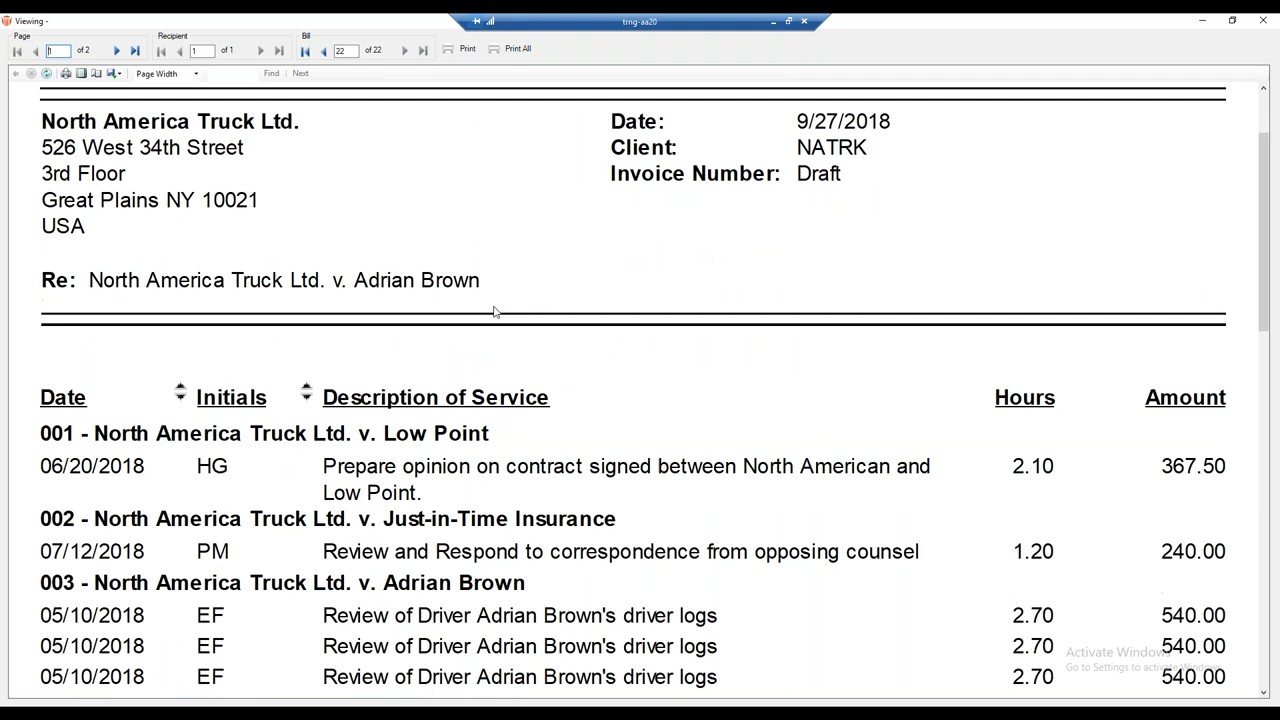 Viewing -
trng-aa20
Page
Recipient
Bill
1 of 2
1 of 1
22 of 22
Print
Print All
Page Width
Find | Next
North America Truck Ltd.
526 West 34th Street
3rd Floor
Great Plains NY 10021
USA
Date: 9/27/2018
Client: NATRK
Invoice Number: Draft
Re: North America Truck Ltd. v. Adrian Brown
Date Initials Description of Service Hours Amount
001 - North America Truck Ltd. v. Low Point
06/20/2018 HG Prepare opinion on contract signed between North American and 2.10 367.50
Low Point.
002 - North America Truck Ltd. v. Just-in-Time Insurance
07/12/2018 PM Review and Respond to correspondence from opposing counsel 1.20 240.00
003 - North America Truck Ltd. v. Adrian Brown
05/10/2018 EF Review of Driver Adrian Brown's driver logs 2.70 540.00
05/10/2018 EF Review of Driver Adrian Brown's driver logs 2.70 540.00
05/10/2018 EF Review of Driver Adrian Brown's driver logs 2.70 540.00
Activate Windows
Go to Settings to activate Windows.